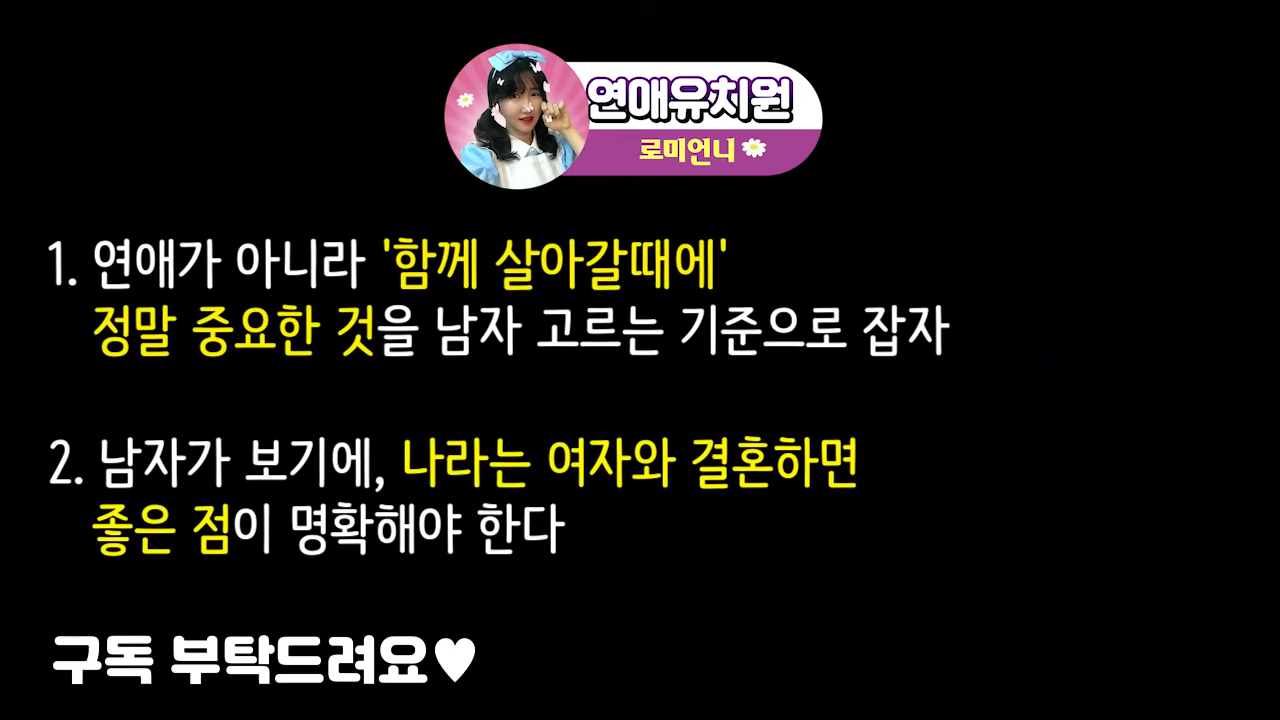 연애유치원
로미언니
1. 연애가 아니라 '함께 살아갈때에'
정말 중요한 것을 남자 고르는 기준으로 잡자
2. 남자가 보기에, 나라는 여자와 결혼하면
좋은 점이 명확해야 한다
구독 부탁드려요♥